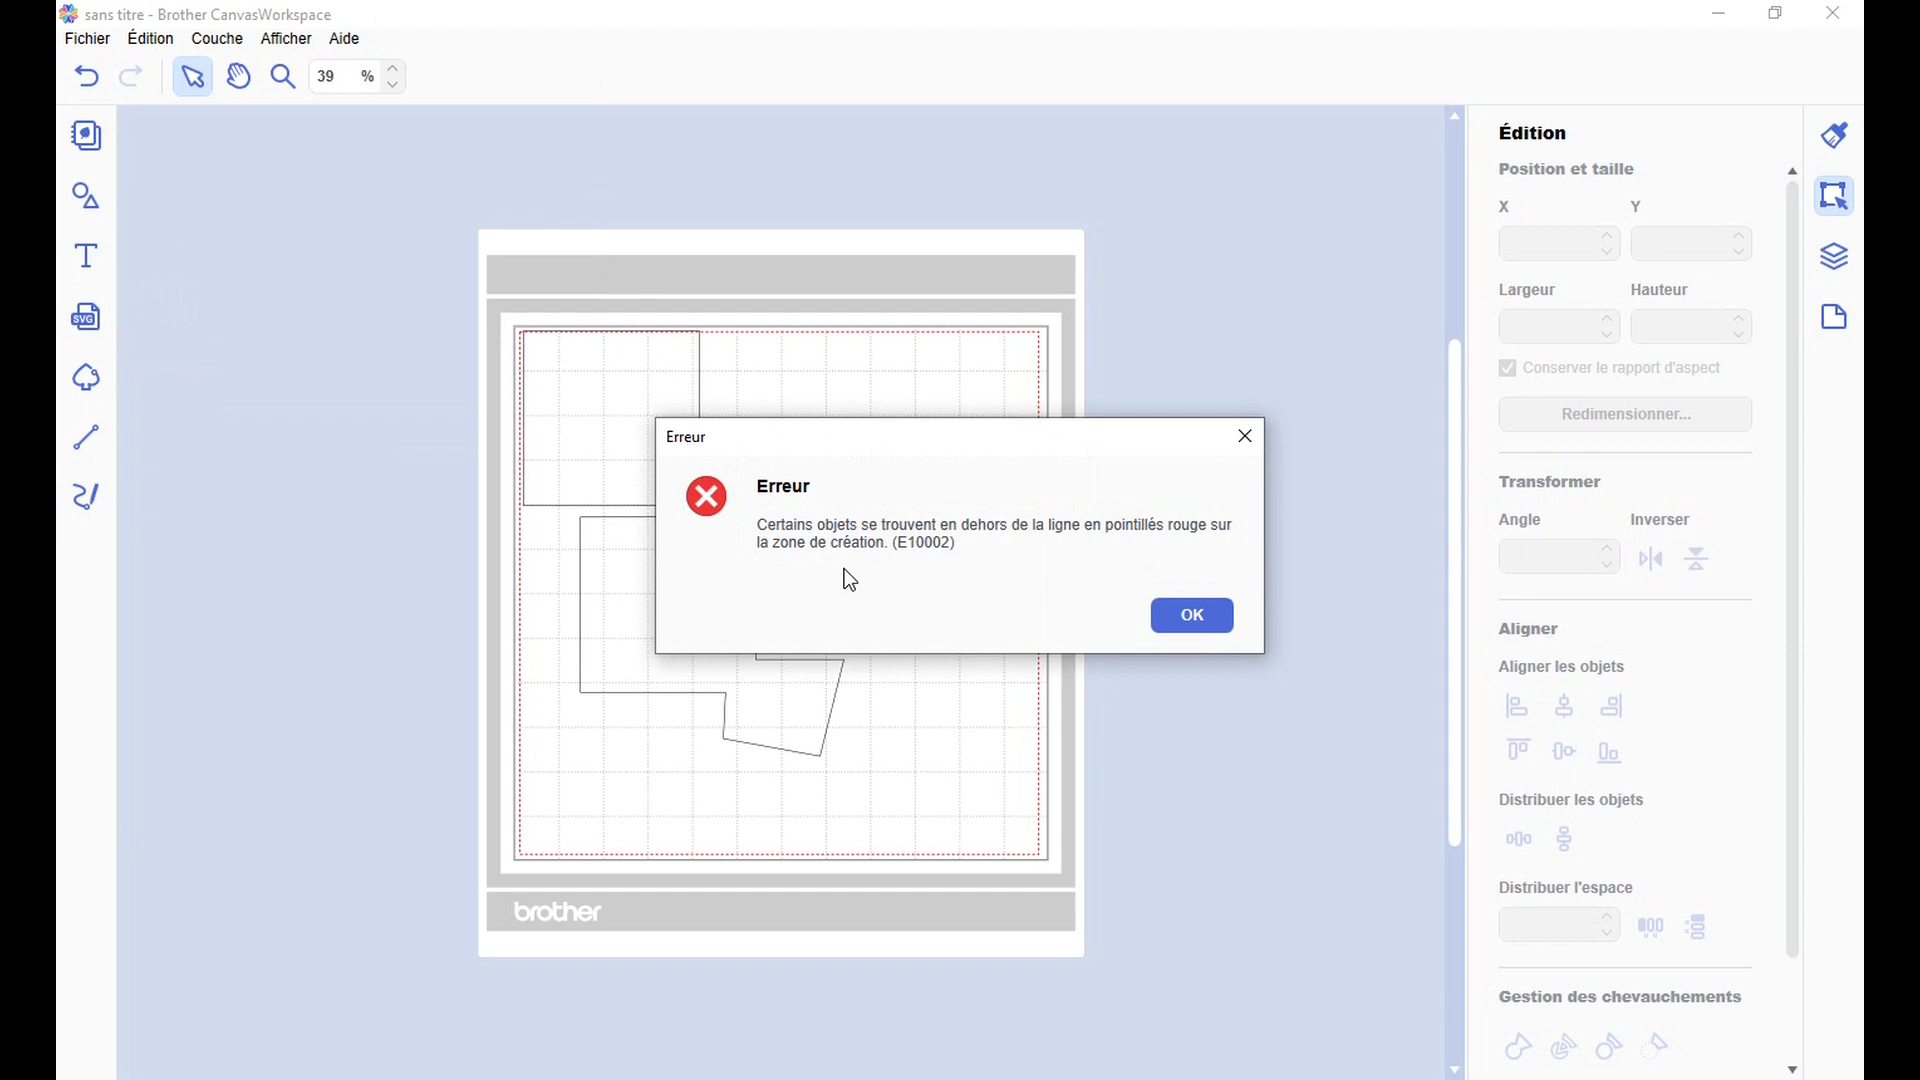 sans titre - Brother CanvasWorkspace
Fichier Édition Couche Afficher Aide
39 %
SVG
Édition
Position et taille
X Y
Largeur Hauteur
Conserver le rapport d'aspect
Redimensionner...
Transformer
Angle Inverser
Aligner
Aligner les objets
Distribuer les objets
Distribuer l'espace
Gestion des chevauchements
Erreur
Erreur
Certains objets se trouvent en dehors de la ligne en pointillés rouge sur
la zone de création. (E10002)
OK
brother